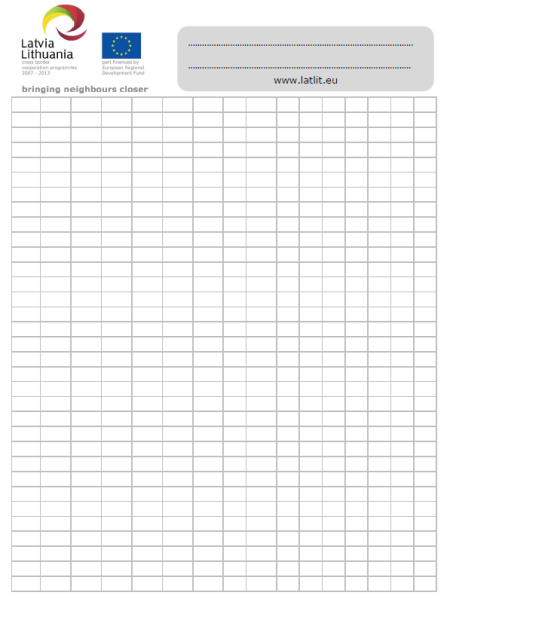 Latvia
Lithuania
cross border
cooperation programme
2007 - 2013
part financed by
European Regional
Development Fund
bringing neighbours closer
................................................................................
...............................................................................
www.latlit.eu